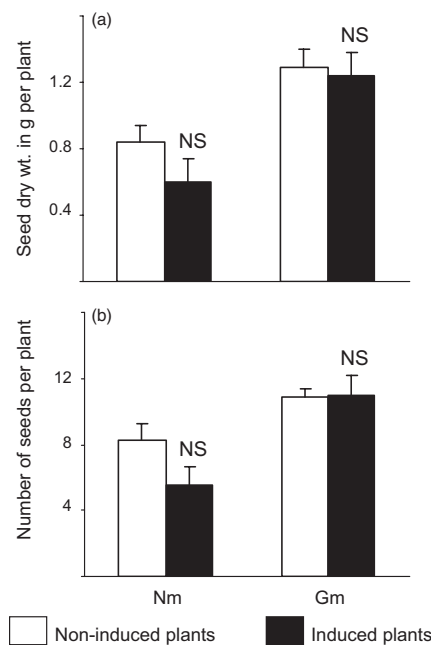 (a)
Seed dry wt. in g per plant
1.2
0.8
0.4
NS
NS
(b)
Number of seeds per plant
12
8
4
NS
NS
Nm
Gm
Non-induced plants
Induced plants